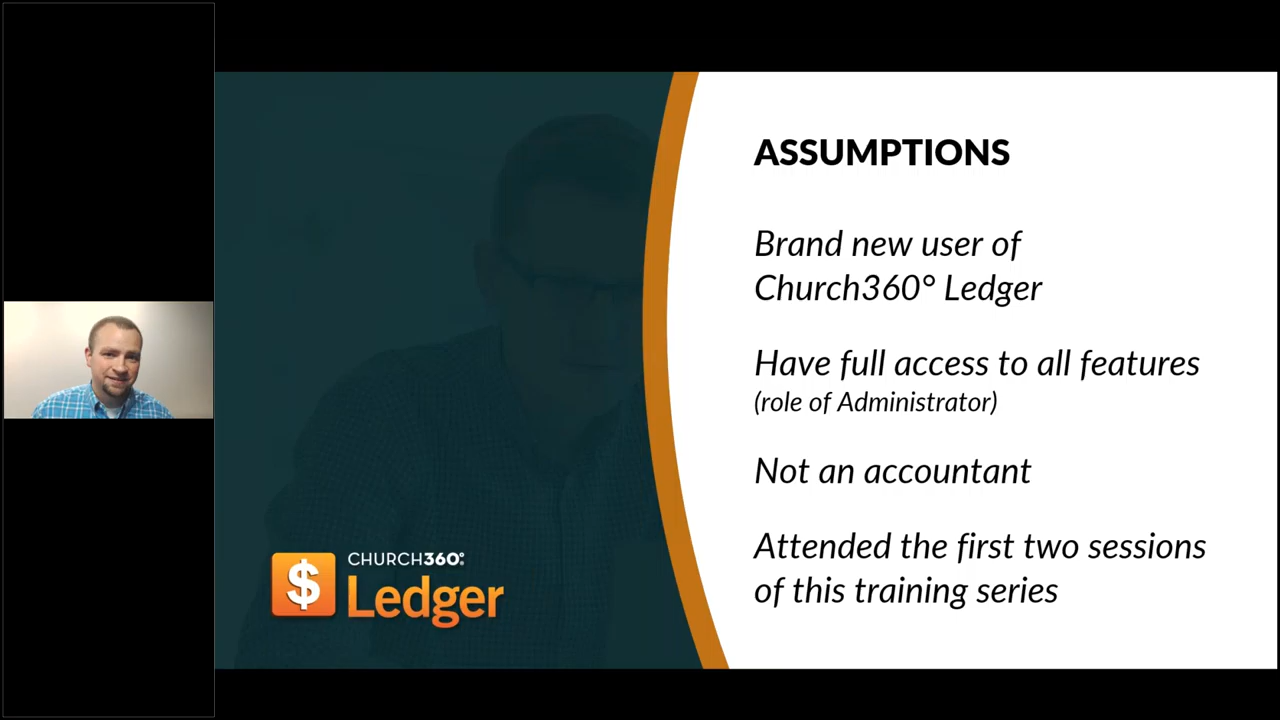 ASSUMPTIONS
Brand new user of
Church360° Ledger
Have full access to all features
(role of Administrator)
Not an accountant
Attended the first two sessions
of this training series
$
CHURCH360°
Ledger